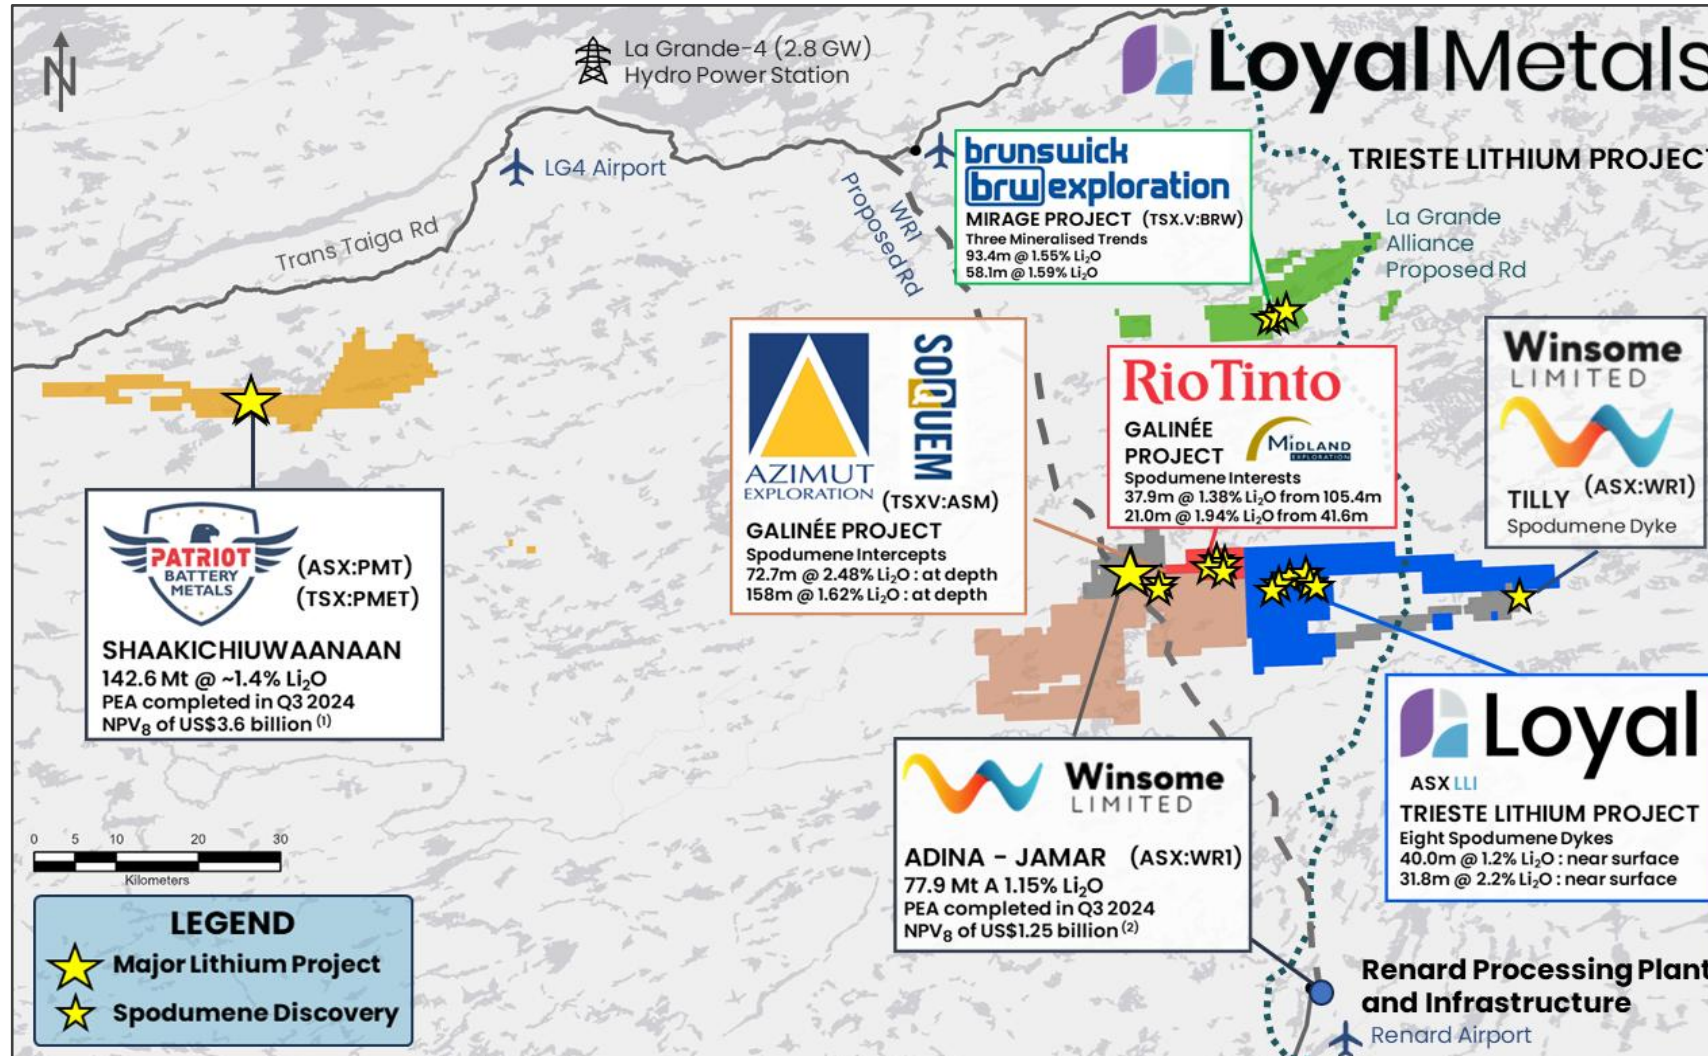 N
La Grande-4 (2.8 GW)
Hydro Power Station
Loyal Metals
TRIESTE LITHIUM PROJECT
LG4 Airport
Trans Taiga Rd
WR1
Proposed Rd
La Grande
Alliance
Proposed Rd
brunswick
brw exploration
MIRAGE PROJECT (TSX.V:BRW)
Three Mineralised Trends
93.4m @ 1.55% Li₂O
58.1m @ 1.59% Li₂O
AZIMUT
EXPLORATION
SOQUEM
(TSXV:ASM)
GALINÉE PROJECT
Spodumene Intercepts
72.7m @ 2.48% Li₂O : at depth
158m @ 1.62% Li₂O : at depth
RioTinto
GALINÉE
PROJECT
MIDLAND
EXPLORATION
Spodumene Interests
37.9m @ 1.38% Li₂O from 105.4m
21.0m @ 1.94% Li₂O from 41.6m
Winsome
LIMITED
TILLY (ASX:WR1)
Spodumene Dyke
PATRIOT
BATTERY
METALS
(ASX:PMT)
(TSX:PMET)
SHAAKICHIUWAANAAN
142.6 Mt @ ~1.4% Li₂O
PEA completed in Q3 2024
NPV₈ of US$3.6 billion (1)
Winsome
LIMITED
ADINA - JAMAR (ASX:WR1)
77.9 Mt A 1.15% Li₂O
PEA completed in Q3 2024
NPV₈ of US$1.25 billion (2)
Loyal
ASX LLI
TRIESTE LITHIUM PROJECT
Eight Spodumene Dykes
40.0m @ 1.2% Li₂O : near surface
31.8m @ 2.2% Li₂O : near surface
0 5 10 20 30
Kilometers
LEGEND
Major Lithium Project
Spodumene Discovery
Renard Processing Plant
and Infrastructure
Renard Airport